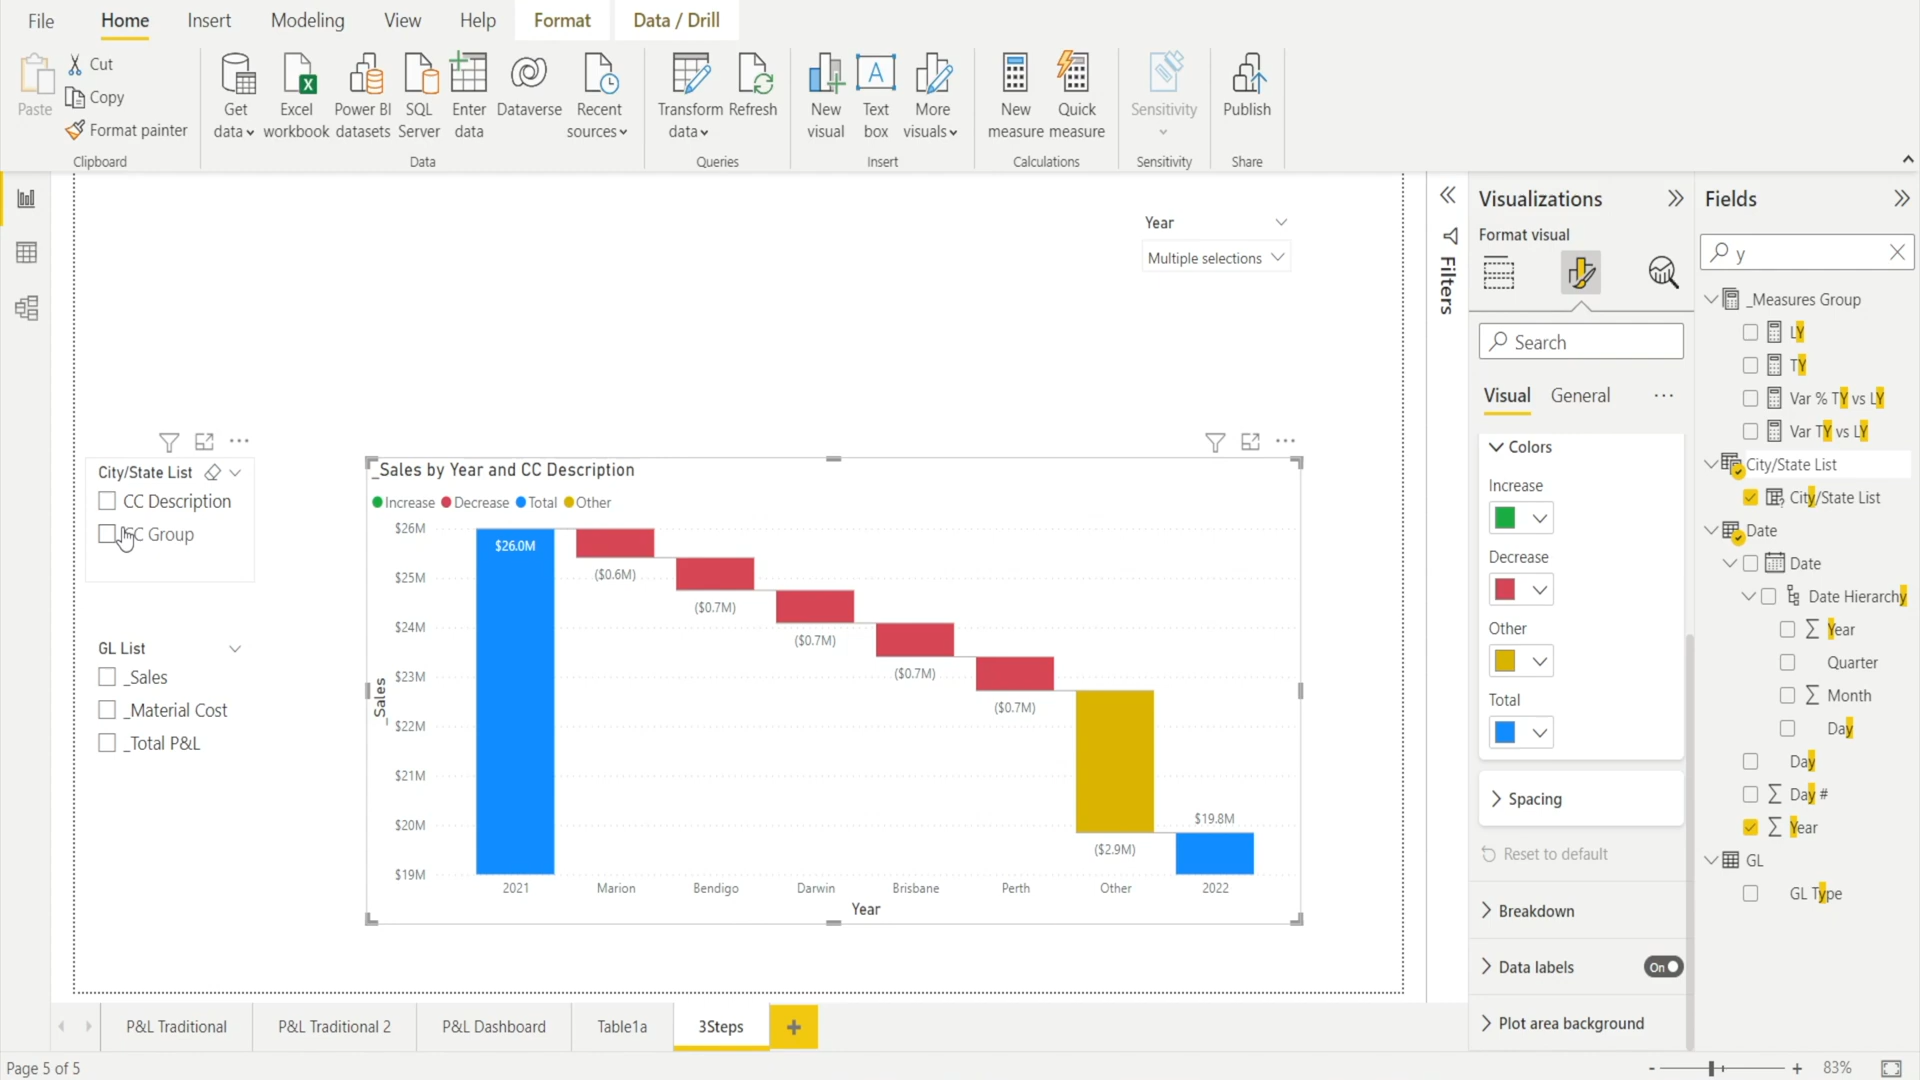 File
Home
Insert
Modeling
View
Help
Format
Data / Drill
Paste
Cut
Copy
Format painter
Clipboard
Get
data
Excel
workbook
Power BI
datasets
SQL
Server
Enter
data
Dataverse
Recent
sources
Data
Transform
data
Refresh
Queries
New
visual
A
Text
box
More
visuals
Insert
New
measure
Quick
measure
Calculations
Sensitivity
Sensitivity
Publish
Share
Year
Multiple selections
City/State List
CC Description
CC Group
GL List
_Sales
_Material Cost
_Total P&L
_Sales by Year and CC Description
Increase Decrease Total Other
_Sales
$26M
$25M
$24M
$23M
$22M
$21M
$20M
$19M
$26.0M
($0.6M)
($0.7M)
($0.7M)
($0.7M)
($0.7M)
($2.9M)
$19.8M
2021 Marion Bendigo Darwin Brisbane Perth Other 2022
Year
Filters
Visualizations
Format visual
Search
Visual General
Colors
Increase
Decrease
Other
Total
Spacing
Reset to default
Breakdown
Data labels On
Plot area background
Fields
y
_Measures Group
LY
TY
Var % TY vs LY
Var TY vs LY
City/State List
City/State List
Date
Date
Date Hierarchy
Year
Quarter
Month
Day
Day
Day #
Year
GL
GL Type
P&L Traditional
P&L Traditional 2
P&L Dashboard
Table1a
3Steps
+
Page 5 of 5
- + 83%